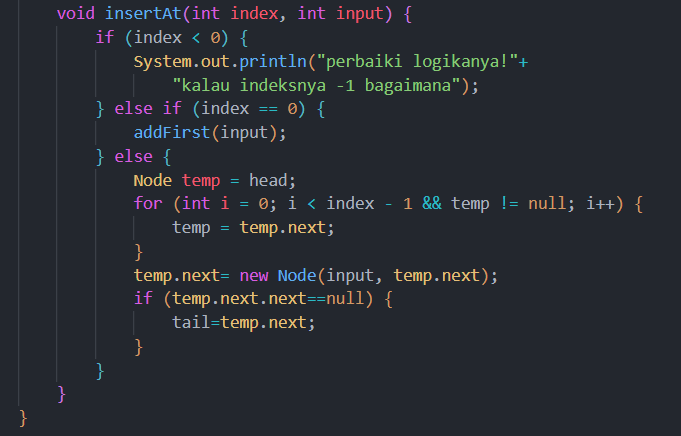 void insertAt(int index, int input) {
if (index < 0) {
System.out.println("perbaiki logikanya!"+
"kalau indeksnya -1 bagaimana");
} else if (index == 0) {
addFirst(input);
} else {
Node temp = head;
for (int i = 0; i < index - 1 && temp != null; i++) {
temp = temp.next;
}
temp.next= new Node(input, temp.next);
if (temp.next.next==null) {
tail=temp.next;
}
}
}
}